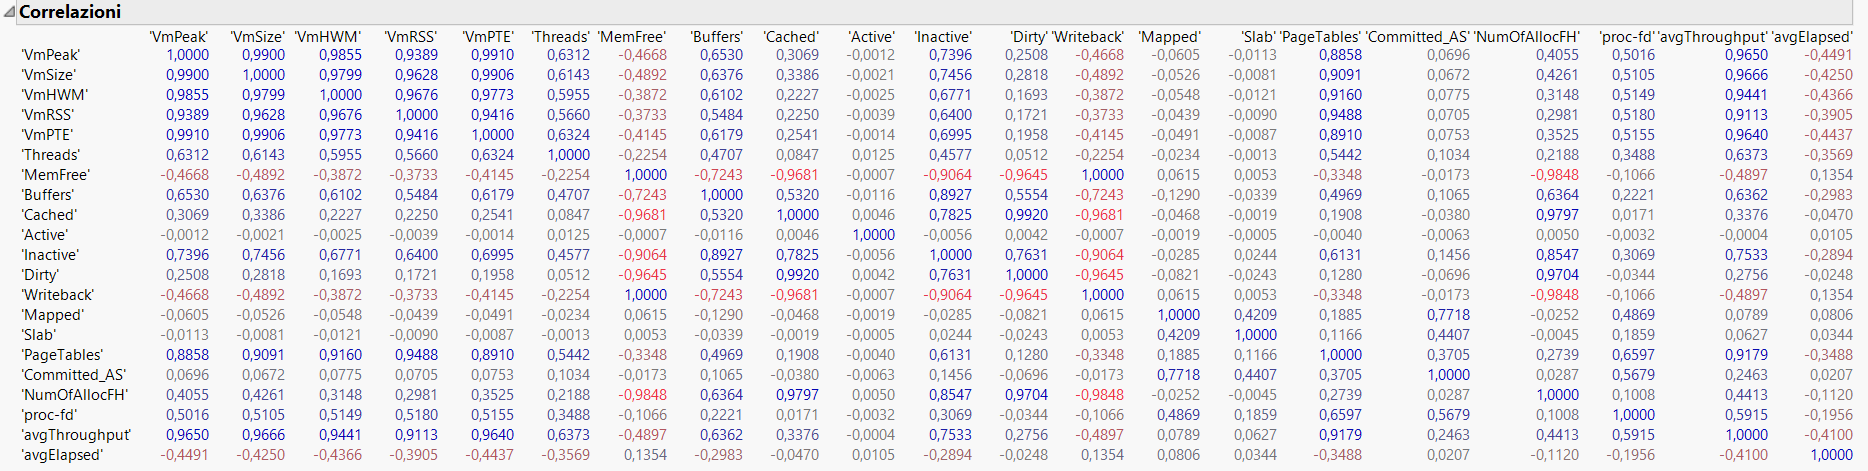 Correlazioni
'VmPeak' 'VmSize' 'VmHWM' 'VmRSS' 'VmPTE' 'Threads' 'MemFree' 'Buffers' 'Cached' 'Active' 'Inactive' 'Dirty' 'Writeback' 'Mapped' 'Slab' 'PageTables' 'Committed_AS' 'NumOfAllocFH' 'proc-fd' 'avgThroughput' 'avgElapsed'
'VmPeak' 1,0000 0,9900 0,9855 0,9389 0,9910 0,6312 -0,4668 0,6530 0,3069 -0,0012 0,7396 0,2508 -0,4668 -0,0605 -0,0113 0,8858 0,0696 0,4055 0,5016 0,9650 -0,4491
'VmSize' 0,9900 1,0000 0,9799 0,9628 0,9906 0,6143 -0,4892 0,6376 0,3386 -0,0021 0,7456 0,2818 -0,4892 -0,0526 -0,0081 0,9091 0,0672 0,4261 0,5105 0,9666 -0,4250
'VmHWM' 0,9855 0,9799 1,0000 0,9676 0,9773 0,5955 -0,3872 0,6102 0,2227 -0,0025 0,6771 0,1693 -0,3872 -0,0548 -0,0121 0,9160 0,0775 0,3148 0,5149 0,9441 -0,4366
'VmRSS' 0,9389 0,9628 0,9676 1,0000 0,9416 0,5660 -0,3733 0,5484 0,2250 -0,0039 0,6400 0,1721 -0,3733 -0,0439 -0,0090 0,9488 0,0705 0,2981 0,5180 0,9113 -0,3905
'VmPTE' 0,9910 0,9906 0,9773 0,9416 1,0000 0,6324 -0,4145 0,6179 0,2541 -0,0014 0,6995 0,1958 -0,4145 -0,0491 -0,0087 0,8910 0,0753 0,3525 0,5155 0,9640 -0,4437
'Threads' 0,6312 0,6143 0,5955 0,5660 0,6324 1,0000 -0,2254 0,4707 0,0847 0,0125 0,4577 0,0512 -0,2254 -0,0234 -0,0013 0,5442 0,1034 0,2188 0,3488 0,6373 -0,3569
'MemFree' -0,4668 -0,4892 -0,3872 -0,3733 -0,4145 -0,2254 1,0000 -0,7243 -0,9681 -0,0007 -0,9064 -0,9645 1,0000 0,0615 0,0053 -0,3348 -0,0173 -0,9848 -0,1066 -0,4897 0,1354
'Buffers' 0,6530 0,6376 0,6102 0,5484 0,6179 0,4707 -0,7243 1,0000 0,5320 -0,0116 0,8927 0,5554 -0,7243 -0,1290 -0,0339 0,4969 0,1065 0,6364 0,2221 0,6362 -0,2983
'Cached' 0,3069 0,3386 0,2227 0,2250 0,2541 0,0847 -0,9681 0,5320 1,0000 0,0046 0,7825 0,9920 -0,9681 -0,0468 -0,0019 0,1908 -0,0380 0,9797 0,0171 0,3376 -0,0470
'Active' -0,0012 -0,0021 -0,0025 -0,0039 -0,0014 0,0125 -0,0007 -0,0116 0,0046 1,0000 -0,0056 0,0042 -0,0007 -0,0019 -0,0005 -0,0040 -0,0063 0,0050 -0,0032 -0,0004 0,0105
'Inactive' 0,7396 0,7456 0,6771 0,6400 0,6995 0,4577 -0,9064 0,8927 0,7825 -0,0056 1,0000 0,7631 -0,9064 -0,0285 0,0244 0,6131 0,1456 0,8547 0,3069 0,7533 -0,2894
'Dirty' 0,2508 0,2818 0,1693 0,1721 0,1958 0,0512 -0,9645 0,5554 0,9920 0,0042 0,7631 1,0000 -0,9645 -0,0821 -0,0243 0,1280 -0,0696 0,9704 -0,0344 0,2756 -0,0248
'Writeback' -0,4668 -0,4892 -0,3872 -0,3733 -0,4145 -0,2254 1,0000 -0,7243 -0,9681 -0,0007 -0,9064 -0,9645 1,0000 0,0615 0,0053 -0,3348 -0,0173 -0,9848 -0,1066 -0,4897 0,1354
'Mapped' -0,0605 -0,0526 -0,0548 -0,0439 -0,0491 -0,0234 0,0615 -0,1290 -0,0468 -0,0019 -0,0285 -0,0821 0,0615 1,0000 0,4209 0,1885 0,7718 -0,0252 0,4869 0,0789 0,0806
'Slab' -0,0113 -0,0081 -0,0121 -0,0090 -0,0087 -0,0013 0,0053 -0,0339 -0,0019 -0,0005 0,0244 -0,0243 0,0053 0,4209 1,0000 0,1166 0,4407 -0,0045 0,1859 0,0627 0,0344
'PageTables' 0,8858 0,9091 0,9160 0,9488 0,8910 0,5442 -0,3348 0,4969 0,1908 -0,0040 0,6131 0,1280 -0,3348 0,1885 0,1166 1,0000 0,3705 0,2739 0,6597 0,9179 -0,3488
'Committed_AS' 0,0696 0,0672 0,0775 0,0705 0,0753 0,1034 -0,0173 0,1065 -0,0380 -0,0063 0,1456 -0,0696 -0,0173 0,7718 0,4407 0,3705 1,0000 0,0287 0,5679 0,2463 0,0207
'NumOfAllocFH' 0,4055 0,4261 0,3148 0,2981 0,3525 0,2188 -0,9848 0,6364 0,9797 0,0050 0,8547 0,9704 -0,9848 -0,0252 -0,0045 0,2739 0,0287 1,0000 0,1008 0,4413 -0,1120
'proc-fd' 0,5016 0,5105 0,5149 0,5180 0,5155 0,3488 -0,1066 0,2221 0,0171 -0,0032 0,3069 -0,0344 -0,1066 0,4869 0,1859 0,6597 0,5679 0,1008 1,0000 0,5915 -0,1956
'avgThroughput' 0,9650 0,9666 0,9441 0,9113 0,9640 0,6373 -0,4897 0,6362 0,3376 -0,0004 0,7533 0,2756 -0,4897 0,0789 0,0627 0,9179 0,2463 0,4413 0,5915 1,0000 -0,4100
'avgElapsed' -0,4491 -0,4250 -0,4366 -0,3905 -0,4437 -0,3569 0,1354 -0,2983 -0,0470 0,0105 -0,2894 -0,0248 0,1354 0,0806 0,0344 -0,3488 0,0207 -0,1120 -0,1956 -0,4100 1,0000